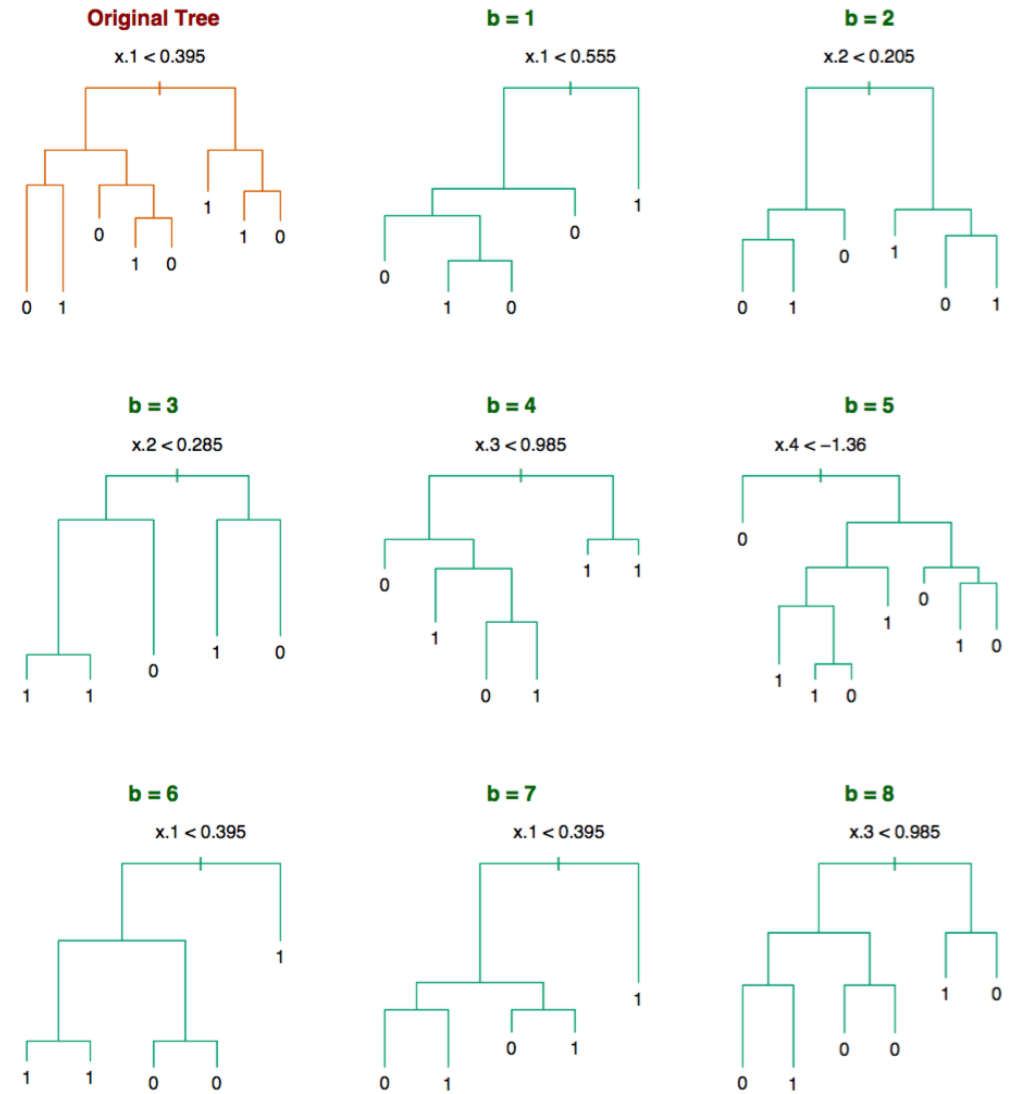 Original Tree
x.1 < 0.395
1
0
1 0
1 0
0 1
b = 1
x.1 < 0.555
1
0
0
1 0
b = 2
x.2 < 0.205
0 1
0 1 0 1
b = 3
x.2 < 0.285
1 0
0
1 1
b = 4
x.3 < 0.985
0 1 1
1
0 1
b = 5
x.4 < −1.36
0
0
1
1 0
1 1 0
b = 6
x.1 < 0.395
1
1 1 0 0
b = 7
x.1 < 0.395
1
0 1
0 1
b = 8
x.3 < 0.985
1 0
0 0
0 1